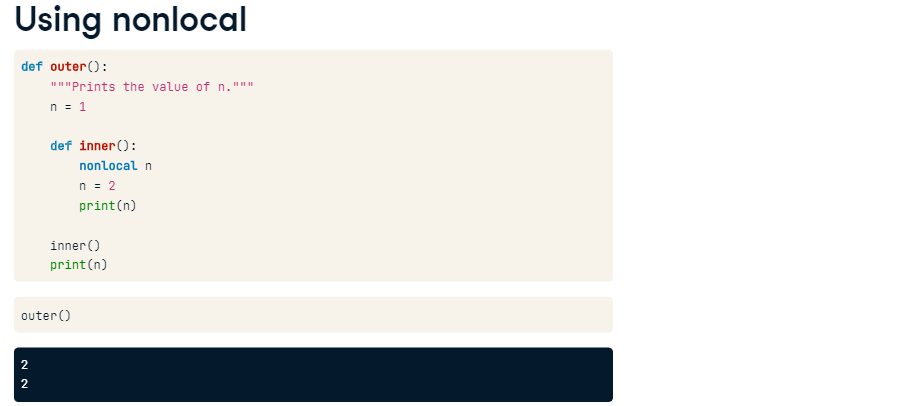 Using nonlocal
def outer():
    """Prints the value of n."""
    n = 1
    def inner():
        nonlocal n
        n = 2
        print(n)
    inner()
    print(n)
outer()
2
2